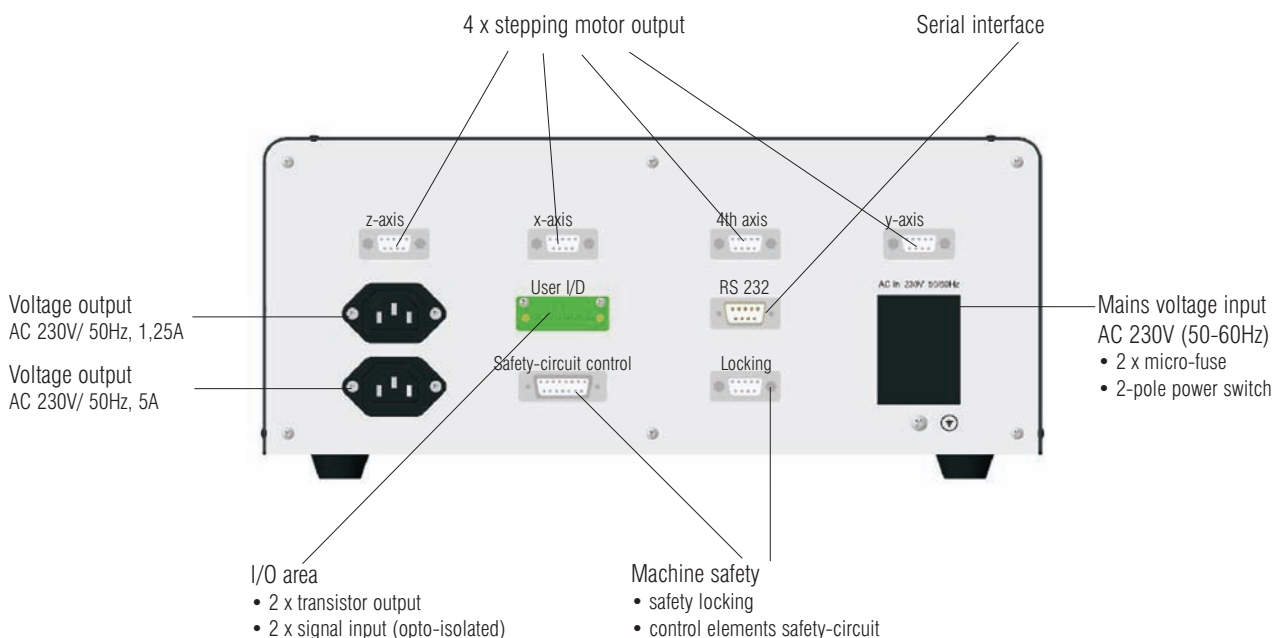 4 x stepping motor output
Serial interface
z-axis
x-axis
4th axis
y-axis
User I/D
RS 232
AC in 230V 50/60Hz
Voltage output
AC 230V/ 50Hz, 1,25A
Mains voltage input
AC 230V (50-60Hz)
• 2 x micro-fuse
• 2-pole power switch
Voltage output
AC 230V/ 50Hz, 5A
Safety-circuit control
Locking
I/O area
• 2 x transistor output
• 2 x signal input (opto-isolated)
Machine safety
• safety locking
• control elements safety-circuit